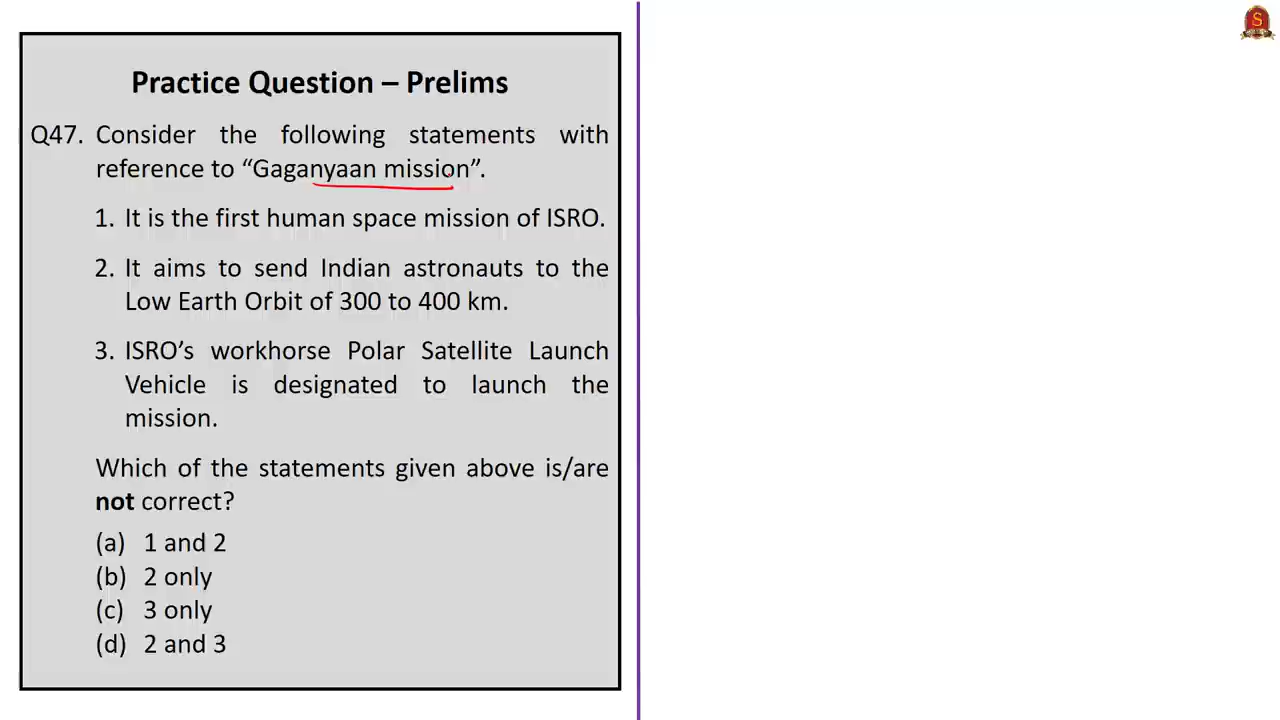 Practice Question – Prelims
Q47. Consider the following statements with
reference to “Gaganyaan mission”.
1. It is the first human space mission of ISRO.
2. It aims to send Indian astronauts to the
Low Earth Orbit of 300 to 400 km.
3. ISRO’s workhorse Polar Satellite Launch
Vehicle is designated to launch the
mission.
Which of the statements given above is/are
not correct?
(a) 1 and 2
(b) 2 only
(c) 3 only
(d) 2 and 3
S